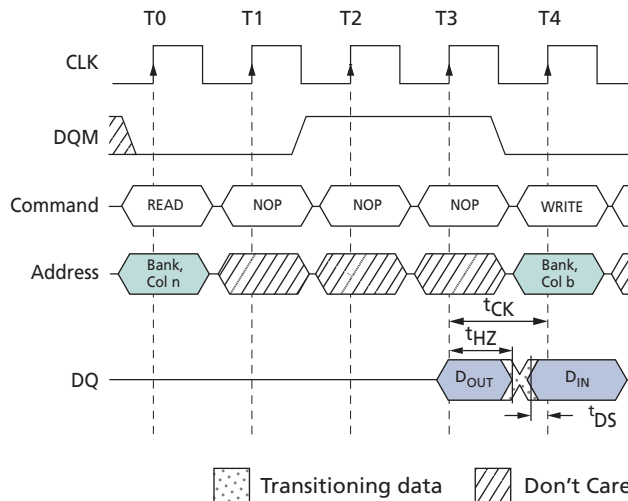 T0 T1 T2 T3 T4
CLK
DQM
Command READ NOP NOP NOP WRITE
Address Bank, Col n Bank, Col b
tCK
tHZ
DQ DOUT DIN
tDS
Transitioning data Don't Care